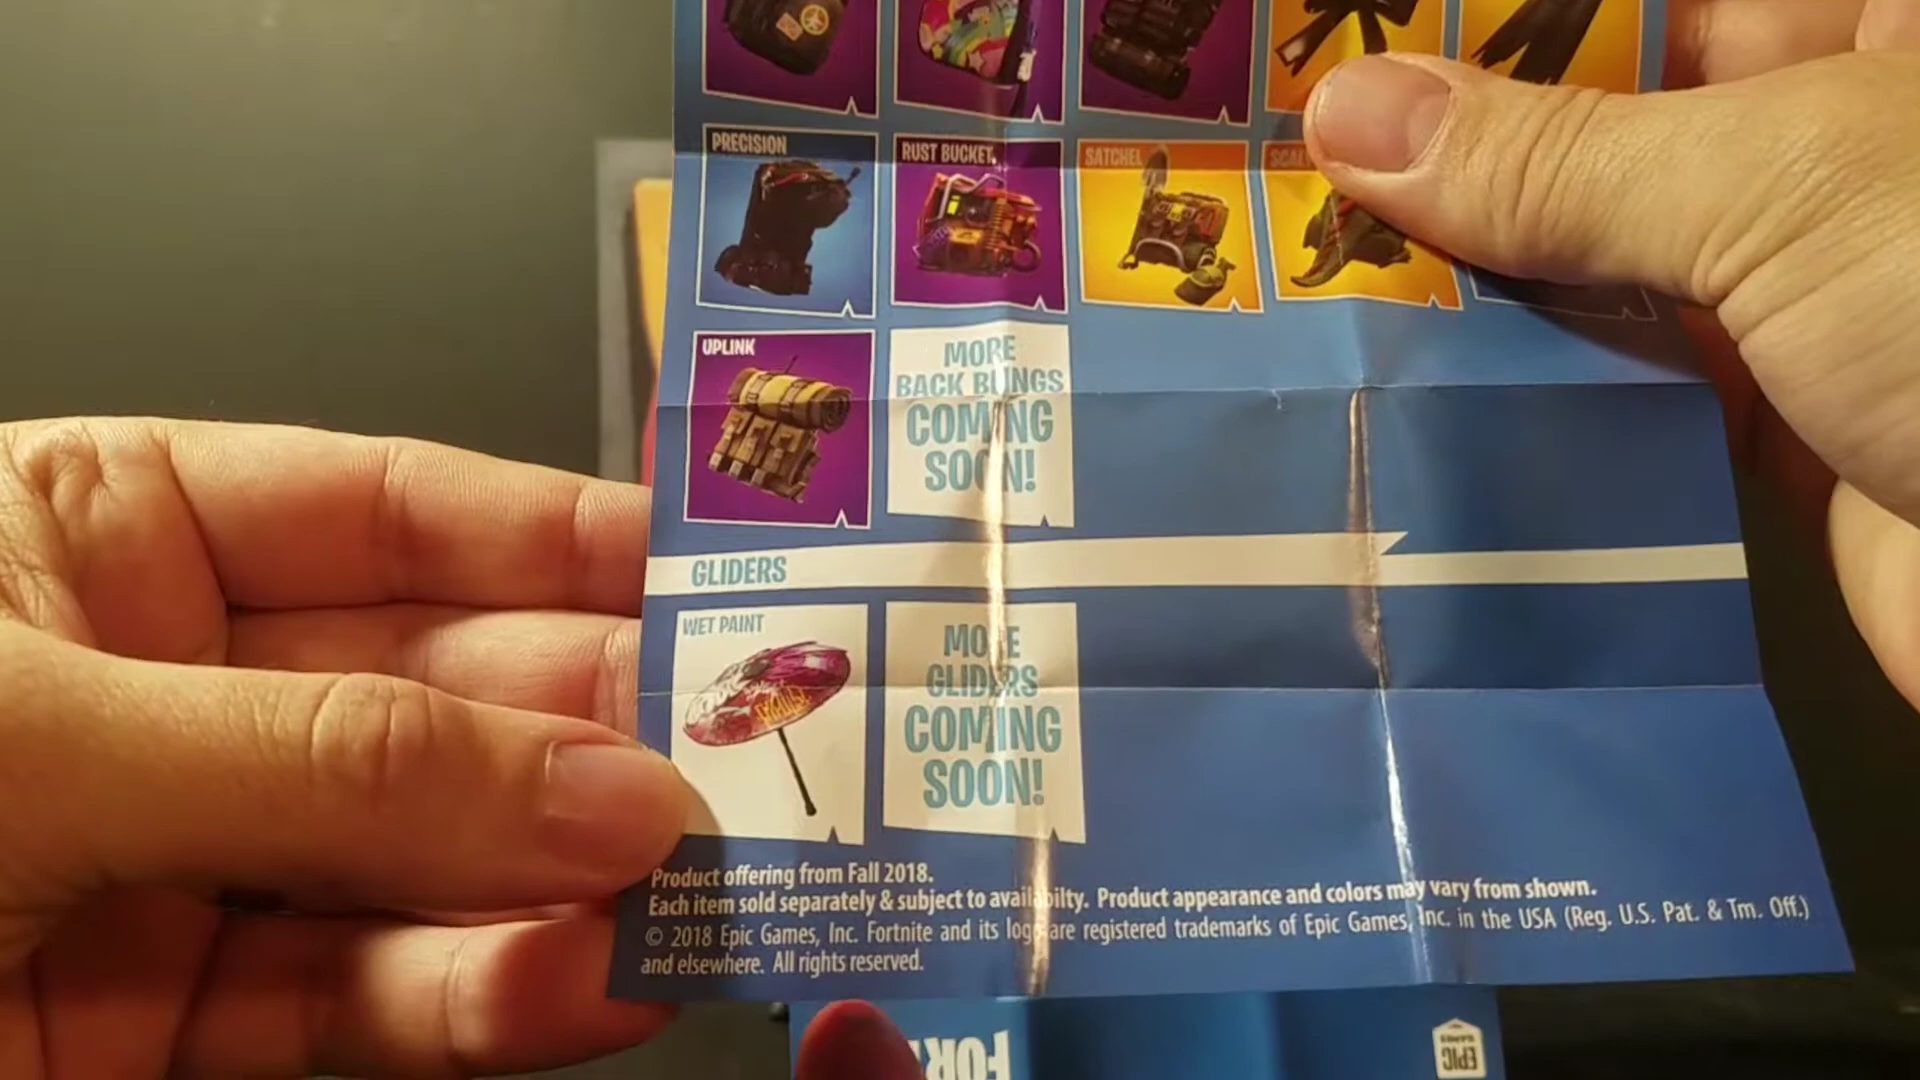 PRECISION
RUST BUCKET
SATCHEL
UPLINK
MORE
BACK BLINGS
COMING
SOON!
GLIDERS
WET PAINT
MORE
GLIDERS
COMING
SOON!
Product offering from Fall 2018.
Each item sold separately & subject to availabilty. Product appearance and colors may vary from shown.
© 2018 Epic Games, Inc. Fortnite and its logo are registered trademarks of Epic Games, Inc. in the USA (Reg. U.S. Pat. & Tm. Off.)
and elsewhere. All rights reserved.
EPIC
GAMES